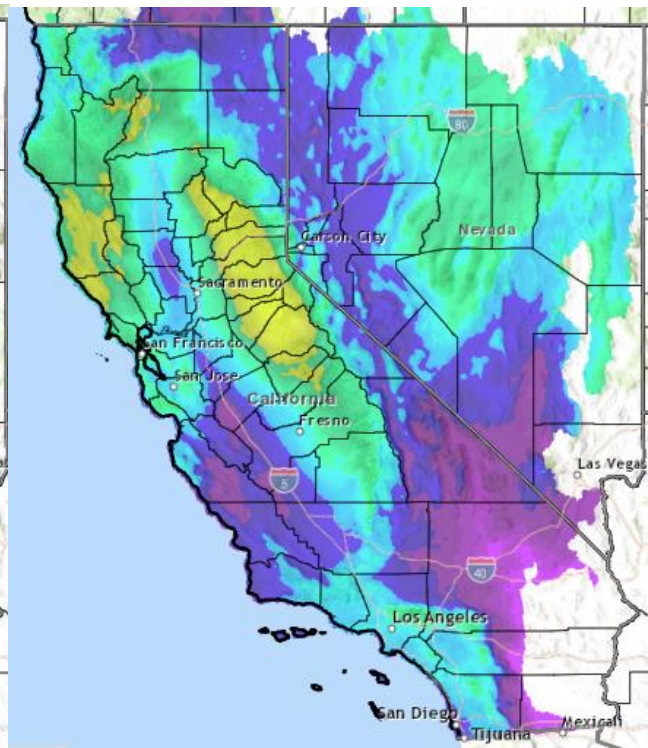 80
Nevada
Carson City
Sacramento
San Francisco
San Jose
California
Fresno
5
Las Vegas
40
Los Angeles
San Diego
Tijuana
Mexicali